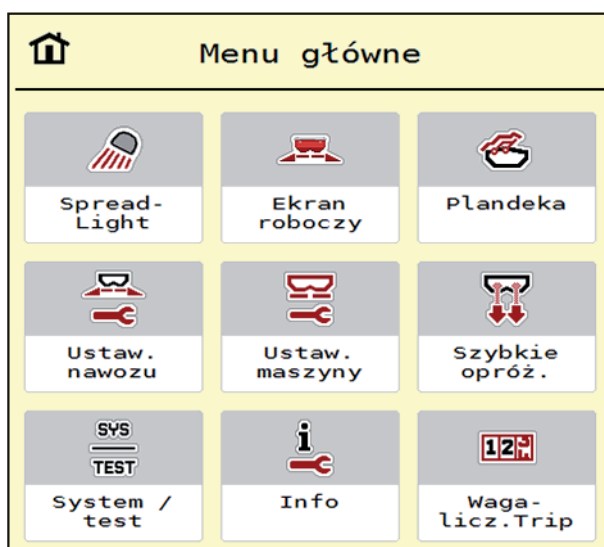 Menu główne
Spread-
Light
Ekran
roboczy
Plandeka
Ustaw.
nawozu
Ustaw.
maszyny
Szybkie
opróż.
SYS
TEST
System /
test
i
Info
12
Waga-
licz.Trip